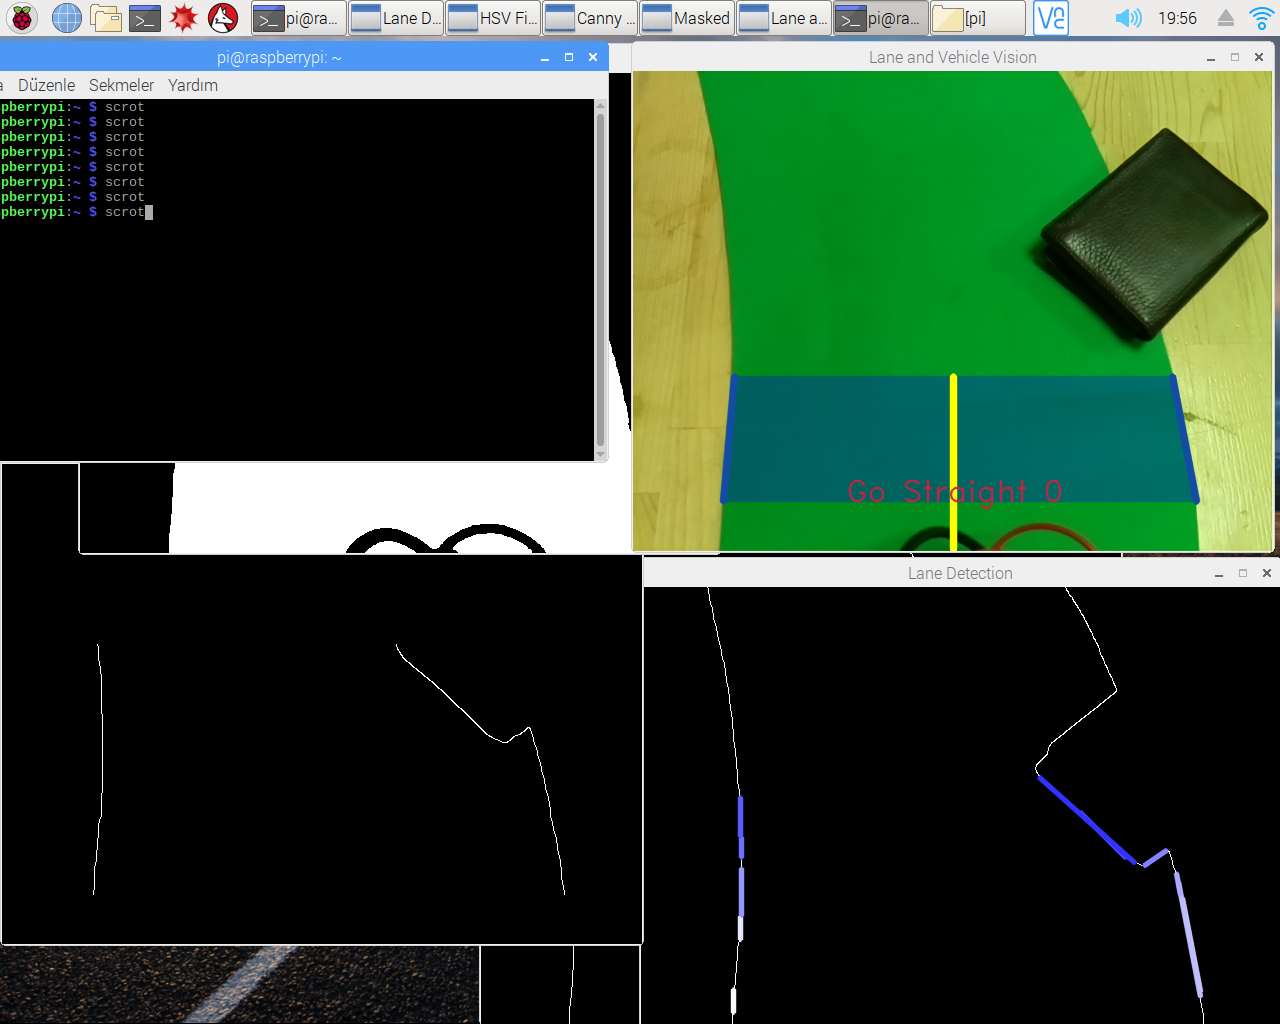 pi@ra...
Lane D...
HSV Fi...
Canny ...
Masked
Lane a...
pi@ra...
[pi]
19:56
pi@raspberrypi: ~
a Düzenle Sekmeler Yardım
pberrypi:~ $ scrot
pberrypi:~ $ scrot
pberrypi:~ $ scrot
pberrypi:~ $ scrot
pberrypi:~ $ scrot
pberrypi:~ $ scrot
pberrypi:~ $ scrot
pberrypi:~ $ scrot
Lane and Vehicle Vision
Go Straight 0
Lane Detection